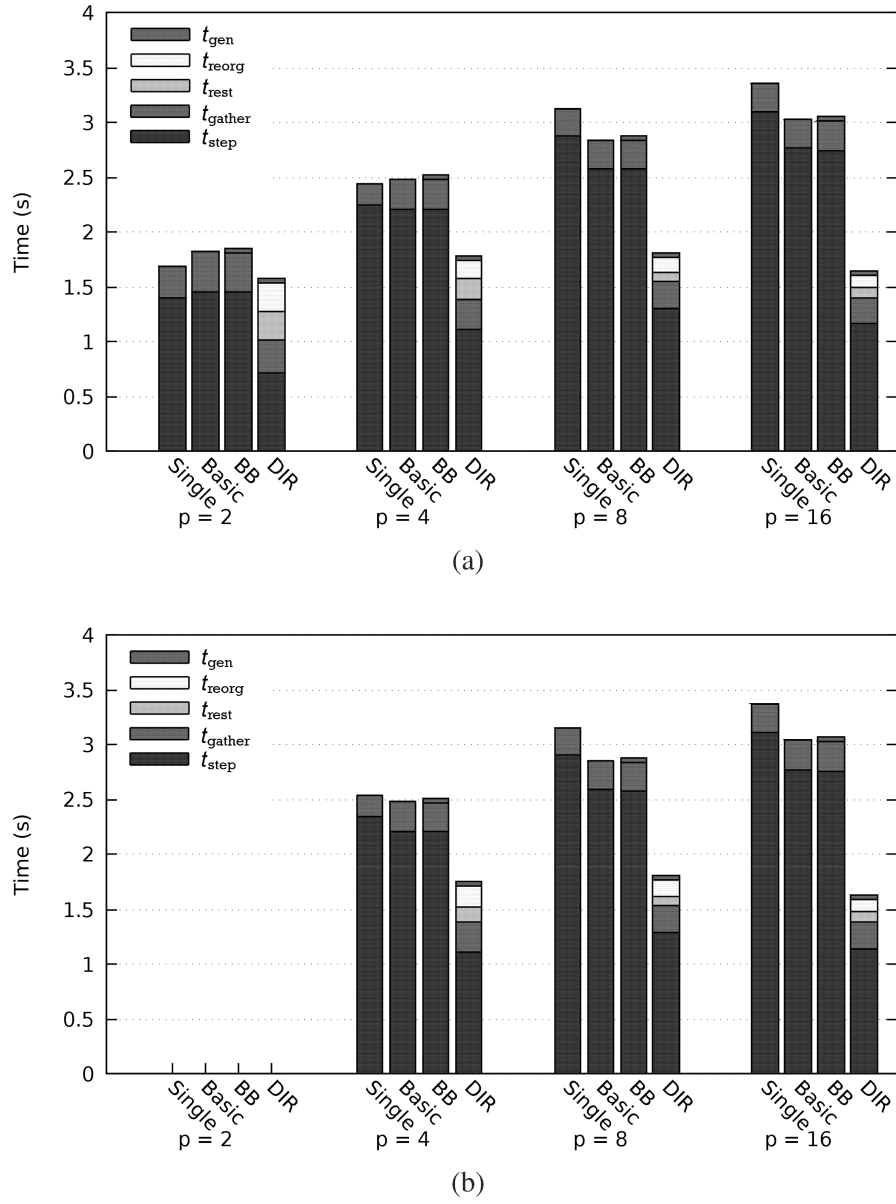 4
3.5
3
2.5
2
1.5
1
0.5
0
Time (s)
t_gen
t_reorg
t_rest
t_gather
t_step
Single Basic BB DIR Single Basic BB DIR Single Basic BB DIR Single Basic BB DIR
p = 2 p = 4 p = 8 p = 16
(a)
4
3.5
3
2.5
2
1.5
1
0.5
0
Time (s)
t_gen
t_reorg
t_rest
t_gather
t_step
Single Basic BB DIR Single Basic BB DIR Single Basic BB DIR Single Basic BB DIR
p = 2 p = 4 p = 8 p = 16
(b)